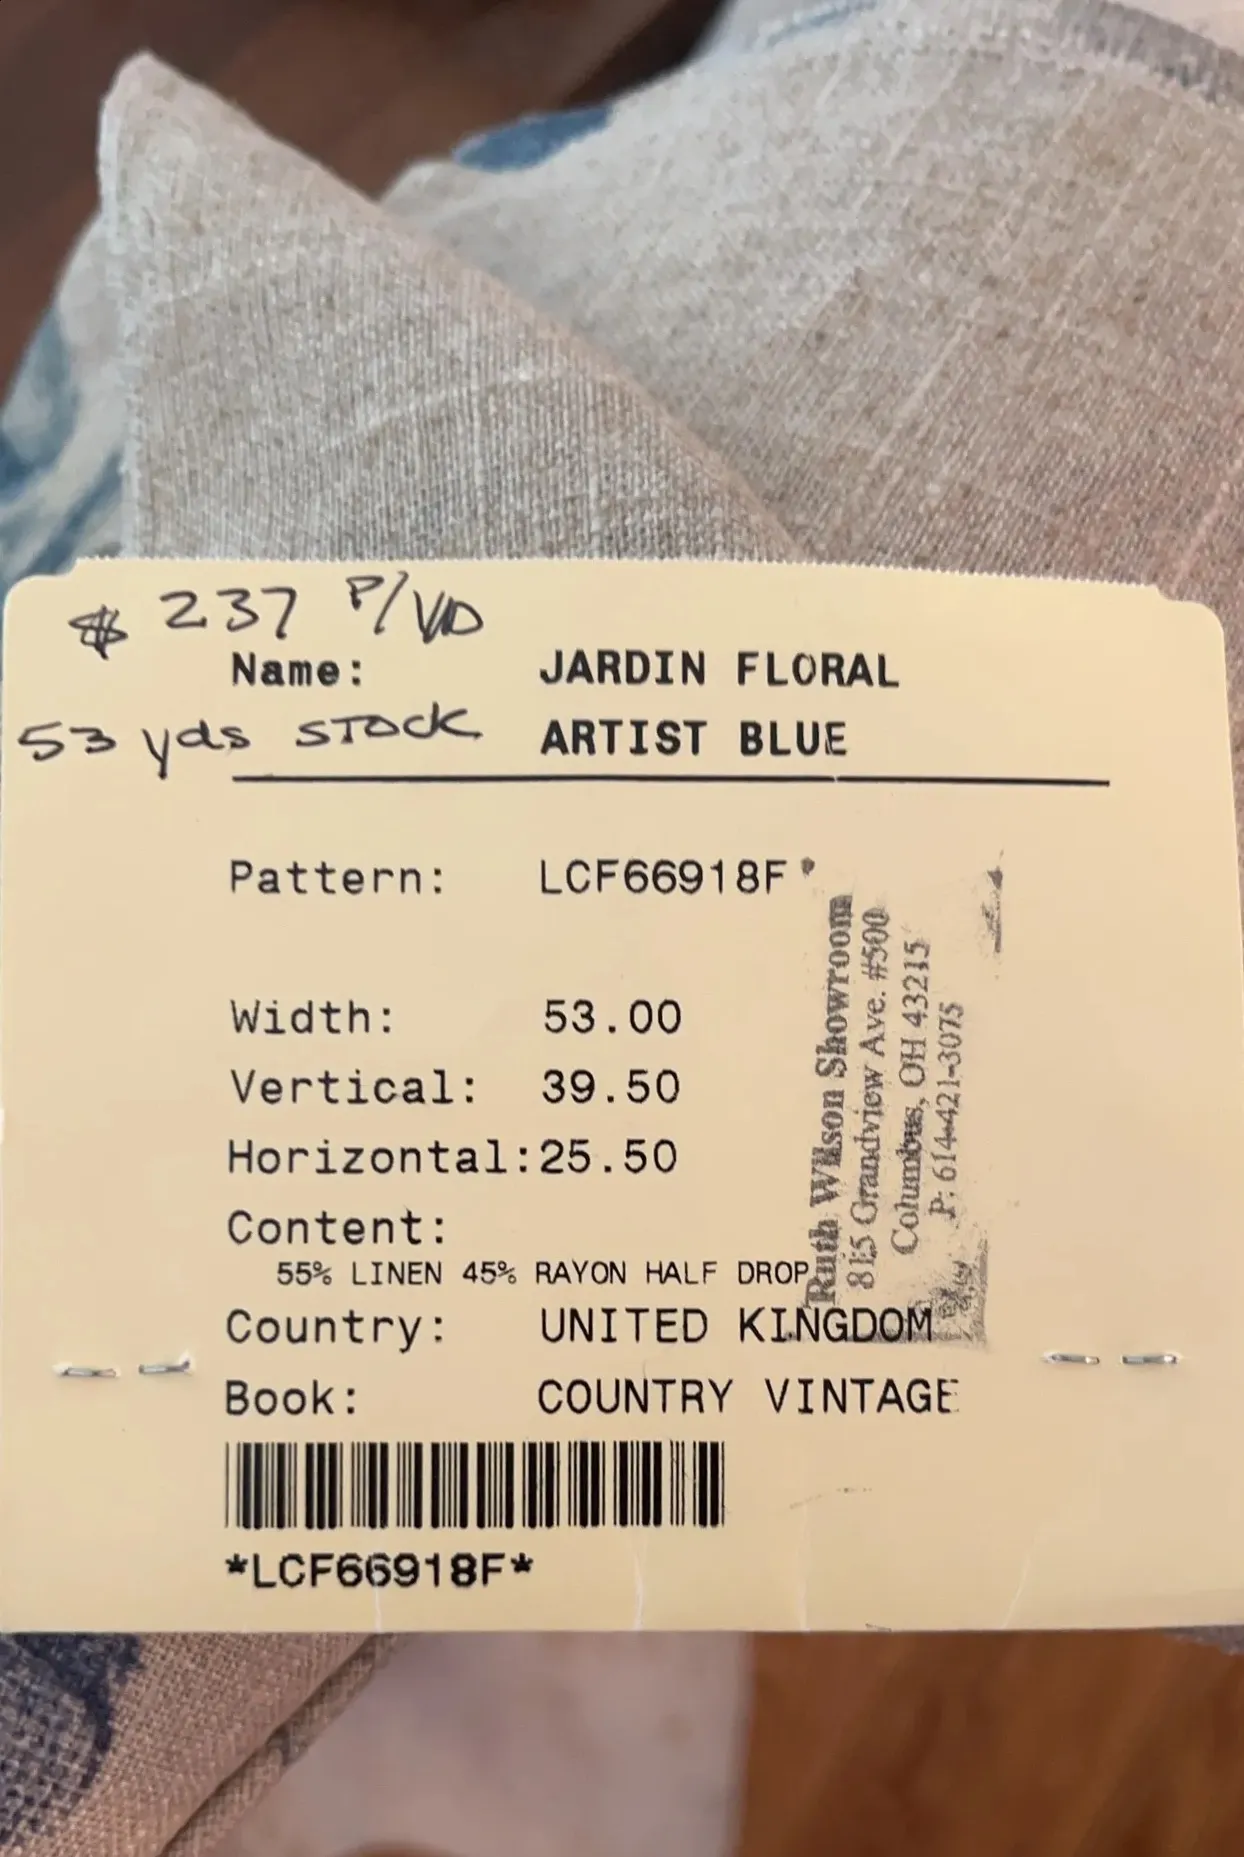 $ 237 P/YD
Name: JARDIN FLORAL
53 yds STOCK ARTIST BLUE
Pattern: LCF66918F
Width: 53.00
Vertical: 39.50
Horizontal: 25.50
Content:
55% LINEN 45% RAYON HALF DROP
Country: UNITED KINGDOM
Book: COUNTRY VINTAGE
*LCF66918F*
Ruth Wilson Showroom
815 Grandview Ave. #500
Columbus, OH 43215
P: 614-421-3075